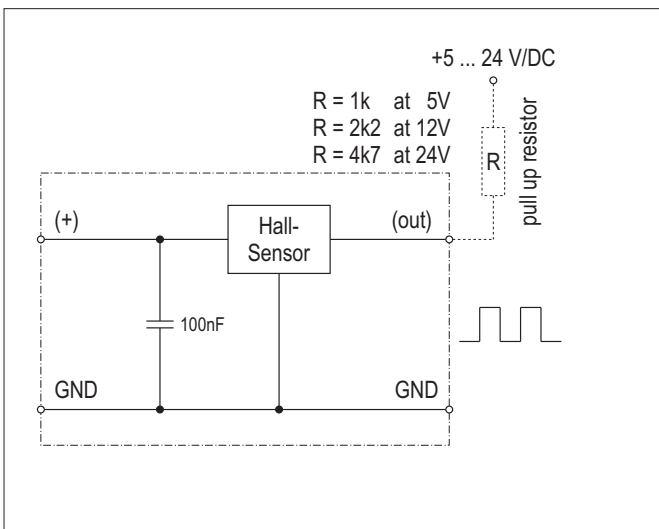 +5 ... 24 V/DC
R = 1k at 5V
R = 2k2 at 12V
R = 4k7 at 24V
R
pull up resistor
(+)
Hall-
Sensor
(out)
100nF
GND
GND